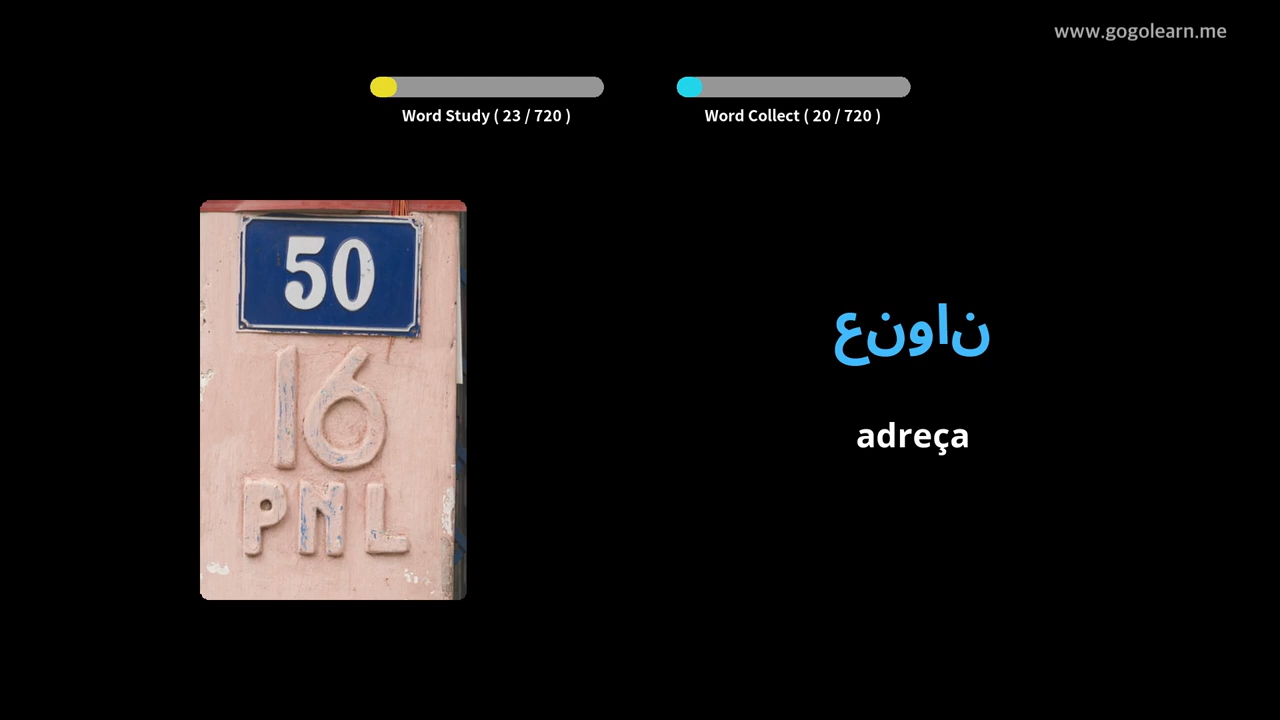 www.gogolearn.me
Word Study ( 23 / 720 )
Word Collect ( 20 / 720 )
50
16
PNL
عنوان
adreça